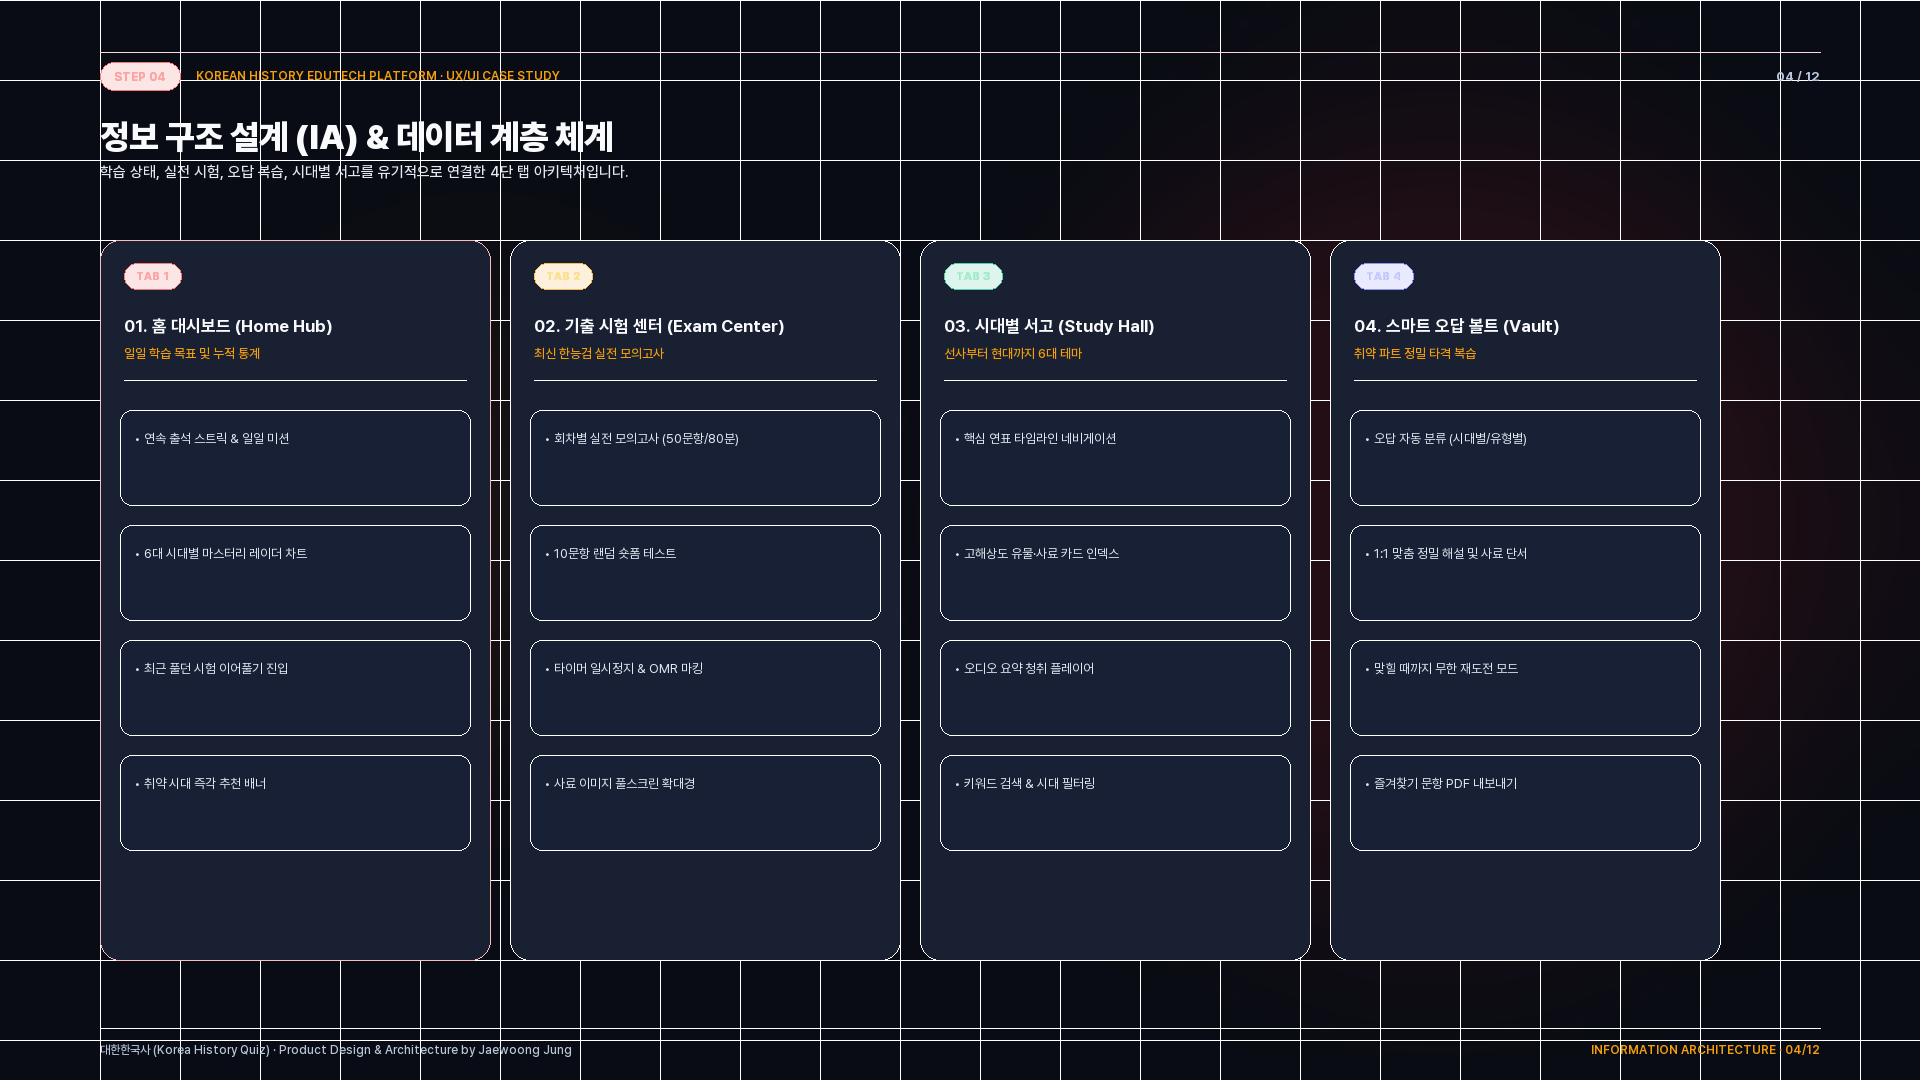 STEP 04
KOREAN HISTORY EDUTECH PLATFORM · UX/UI CASE STUDY
04 / 12
정보 구조 설계 (IA) & 데이터 계층 체계
학습 상태, 실전 시험, 오답 복습, 시대별 서고를 유기적으로 연결한 4단 탭 아키텍처입니다.
TAB 1
01. 홈 대시보드 (Home Hub)
일일 학습 목표 및 누적 통계
• 연속 출석 스트릭 & 일일 미션
• 6대 시대별 마스터리 레이더 차트
• 최근 풀던 시험 이어풀기 진입
• 취약 시대 즉각 추천 배너
TAB 2
02. 기출 시험 센터 (Exam Center)
최신 한능검 실전 모의고사
• 회차별 실전 모의고사 (50문항/80분)
• 10문항 랜덤 숏폼 테스트
• 타이머 일시정지 & OMR 마킹
• 사료 이미지 풀스크린 확대경
TAB 3
03. 시대별 서고 (Study Hall)
선사부터 현대까지 6대 테마
• 핵심 연표 타임라인 네비게이션
• 고해상도 유물·사료 카드 인덱스
• 오디오 요약 청취 플레이어
• 키워드 검색 & 시대 필터링
TAB 4
04. 스마트 오답 볼트 (Vault)
취약 파트 정밀 타격 복습
• 오답 자동 분류 (시대별/유형별)
• 1:1 맞춤 정밀 해설 및 사료 단서
• 맞힐 때까지 무한 재도전 모드
• 즐겨찾기 문항 PDF 내보내기
대한한국사 (Korea History Quiz) · Product Design & Architecture by Jaewoong Jung
INFORMATION ARCHITECTURE · 04/12